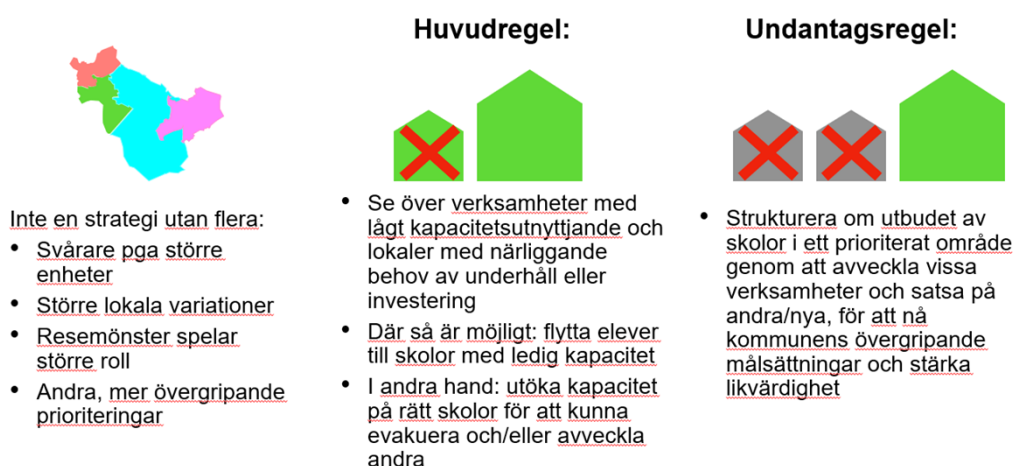 Inte en strategi utan flera:
• Svårare pga större
enheter
• Större lokala variationer
• Resemönster spelar
större roll
• Andra, mer övergripande
prioriteringar
Huvudregel:
• Se över verksamheter med
lågt kapacitetsutnyttjande och
lokaler med närliggande
behov av underhåll eller
investering
• Där så är möjligt: flytta elever
till skolor med ledig kapacitet
• I andra hand: utöka kapacitet
på rätt skolor för att kunna
evakuera och/eller avveckla
andra
Undantagsregel:
• Strukturera om utbudet av
skolor i ett prioriterat område
genom att avveckla vissa
verksamheter och satsa på
andra/nya, för att nå
kommunens övergripande
målsättningar och stärka
likvärdighet